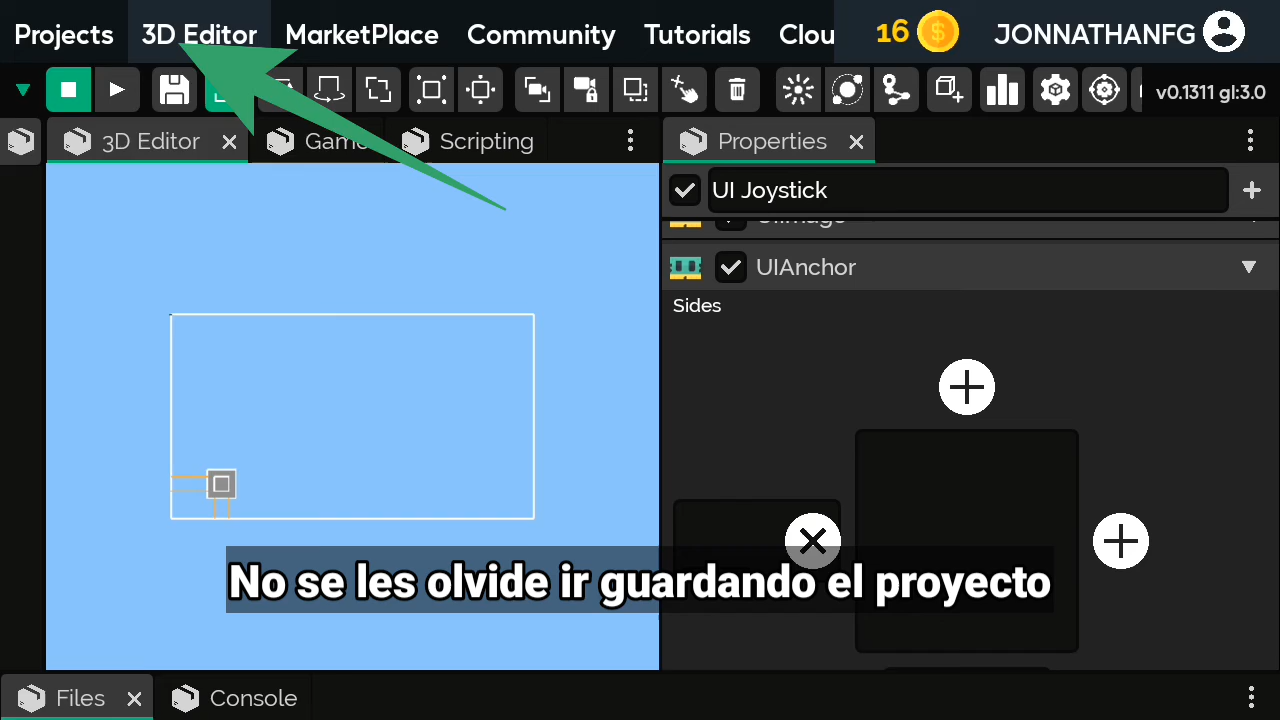 Projects 3D Editor MarketPlace Community Tutorials Clou 16 JONNATHANFG
v0.1311 gl:3.0
3D Editor Game Scripting Properties
UI Joystick
UIImage
UIAnchor
Sides
No se les olvide ir guardando el proyecto
Files Console